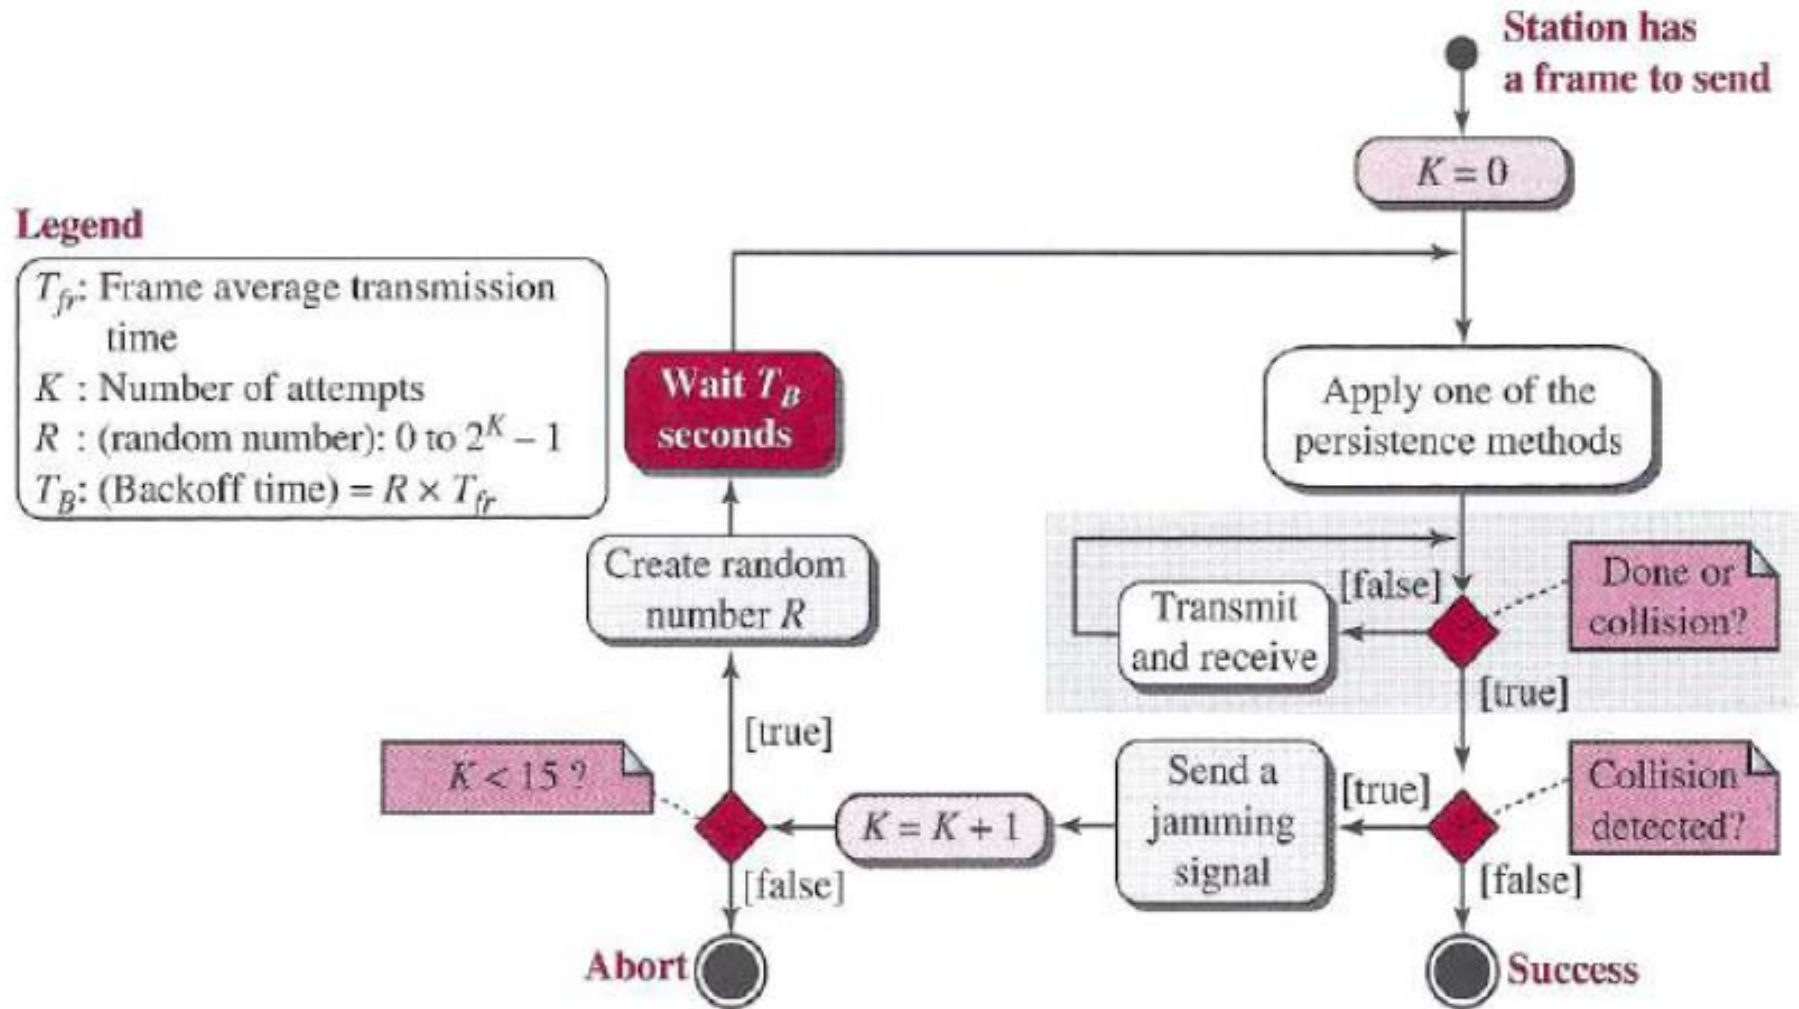 Station has
a frame to send
K = 0
Legend
T_fr: Frame average transmission
time
K : Number of attempts
R : (random number): 0 to 2^K – 1
T_B: (Backoff time) = R × T_fr
Wait T_B
seconds
Apply one of the
persistence methods
Create random
number R
[false]
Transmit
and receive
Done or
collision?
[true]
[true]
K < 15 ?
K = K + 1
Send a
jamming
signal
[true]
Collision
detected?
[false]
[false]
Abort
Success